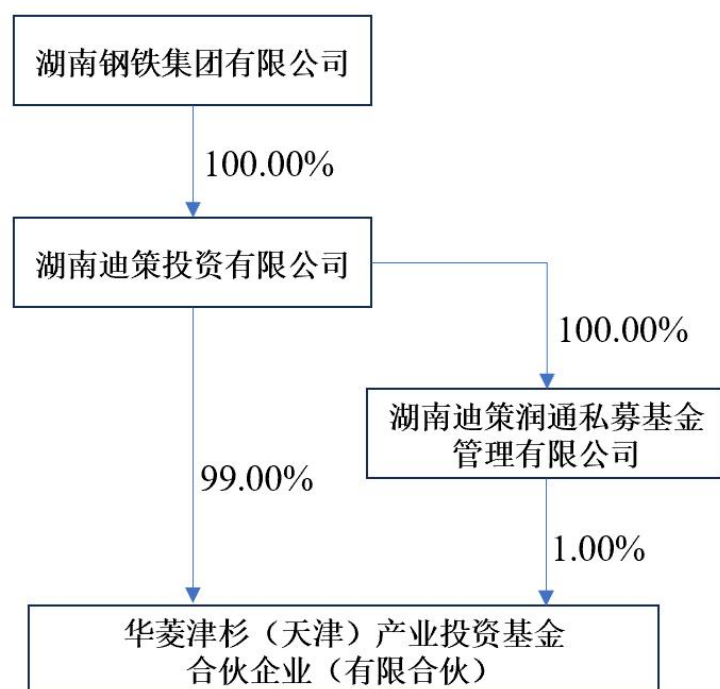 湖南钢铁集团有限公司
100.00%
湖南迪策投资有限公司
100.00%
湖南迪策润通私募基金
管理有限公司
99.00%
1.00%
华菱津杉（天津）产业投资基金
合伙企业（有限合伙）